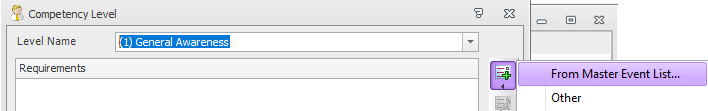 Competency Level
Level Name
(1) General Awareness
Requirements
From Master Event List...
Other